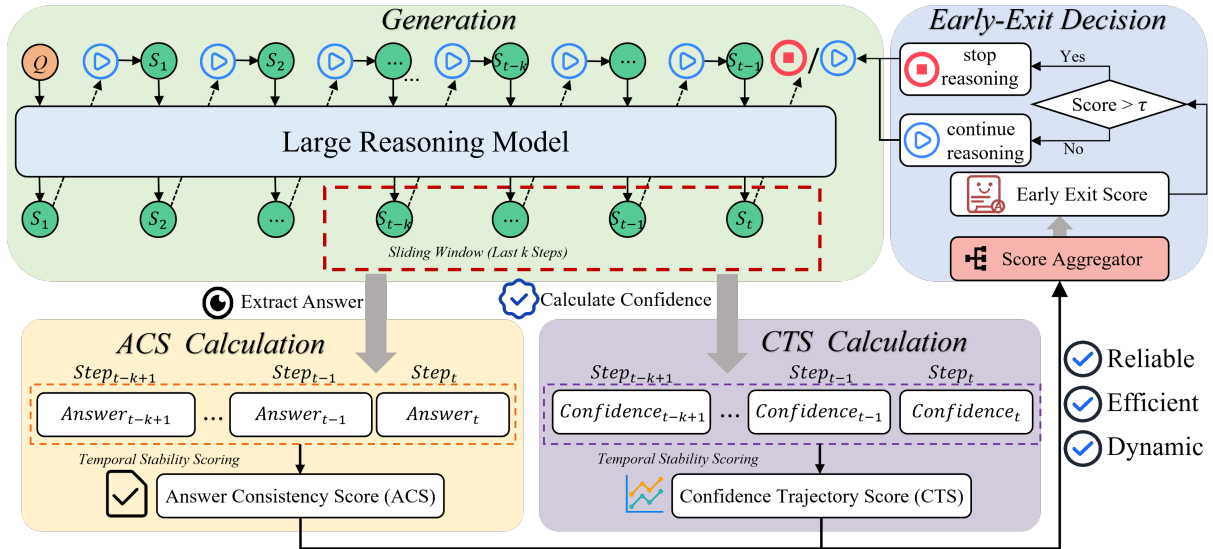 Generation
Q
S₁
S₂
...
...
Sₜ₋ₖ
...
Sₜ₋₁
/
Large Reasoning Model
S₁
S₂
...
Sₜ₋ₖ
...
Sₜ₋₁
Sₜ
Sliding Window (Last k Steps)
Early-Exit Decision
stop
reasoning
Yes
Score > τ
continue
reasoning
No
Early Exit Score
A
Score Aggregator
Extract Answer
Calculate Confidence
ACS Calculation
Stepₜ₋ₖ₊₁
Stepₜ₋₁
Stepₜ
Answerₜ₋ₖ₊₁
...
Answerₜ₋₁
Answerₜ
Temporal Stability Scoring
Answer Consistency Score (ACS)
CTS Calculation
Stepₜ₋ₖ₊₁
Stepₜ₋₁
Stepₜ
Confidenceₜ₋ₖ₊₁
...
Confidenceₜ₋₁
Confidenceₜ
Temporal Stability Scoring
Confidence Trajectory Score (CTS)
Reliable
Efficient
Dynamic